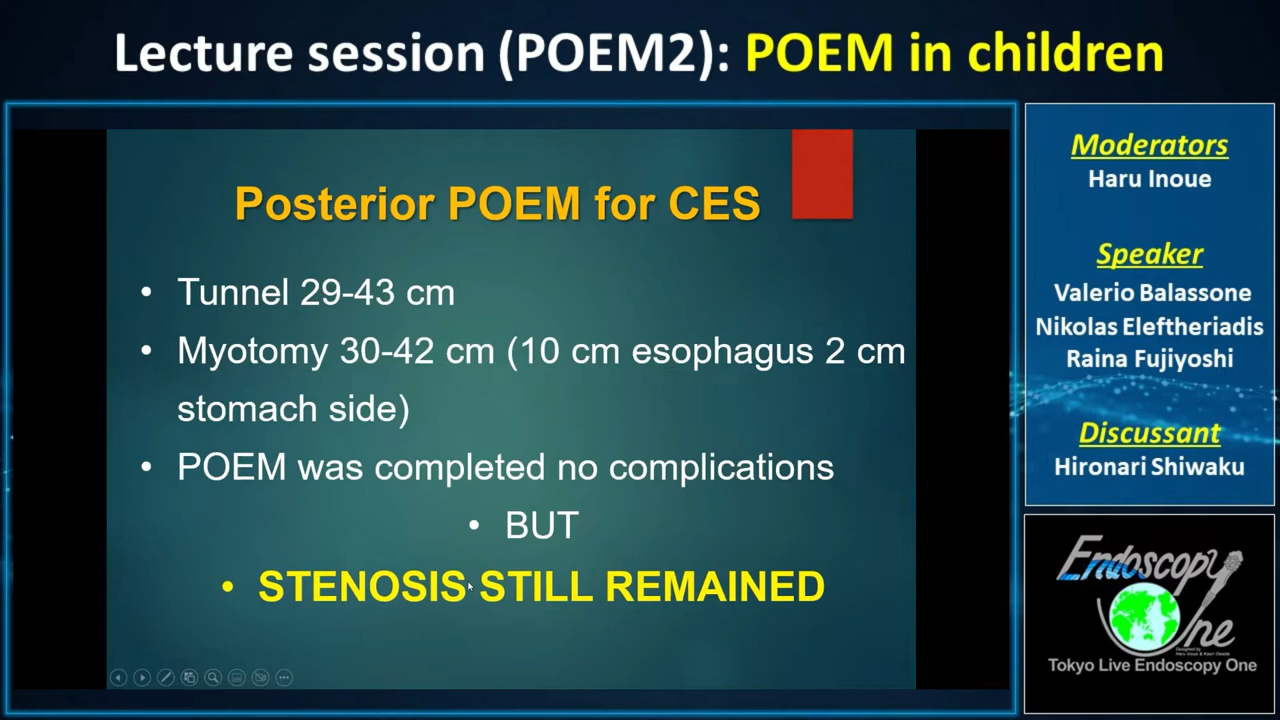 Lecture session (POEM2): POEM in children
Posterior POEM for CES
• Tunnel 29-43 cm
• Myotomy 30-42 cm (10 cm esophagus 2 cm
stomach side)
• POEM was completed no complications
• BUT
• STENOSIS STILL REMAINED
Moderators
Haru Inoue
Speaker
Valerio Balassone
Nikolas Eleftheriadis
Raina Fujiyoshi
Discussant
Hironari Shiwaku
Endoscopy
One
Tokyo Live Endoscopy One